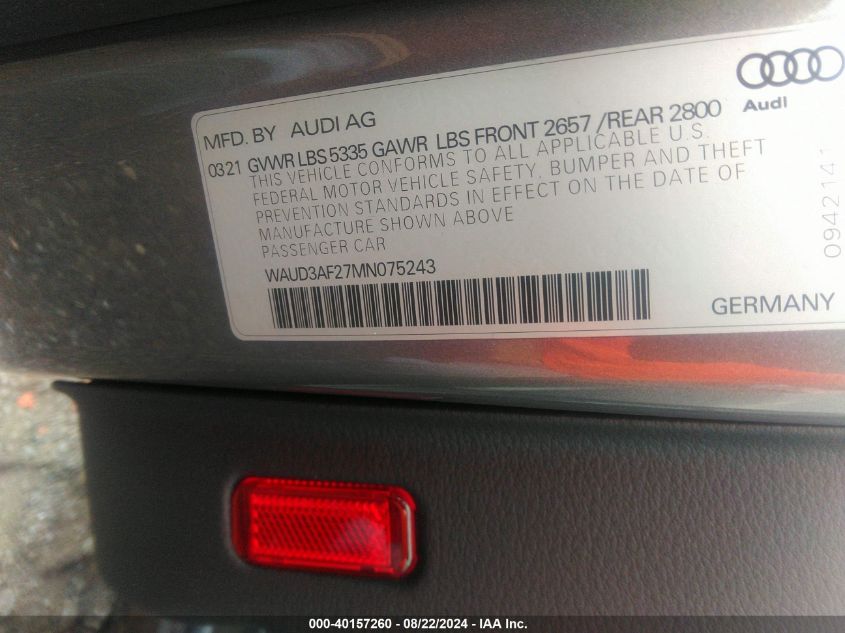 Audi
MFD. BY AUDI AG
03 21 GVWR LBS 5335 GAWR LBS FRONT 2657 / REAR 2800
THIS VEHICLE CONFORMS TO ALL APPLICABLE U.S.
FEDERAL MOTOR VEHICLE SAFETY, BUMPER AND THEFT
PREVENTION STANDARDS IN EFFECT ON THE DATE OF
MANUFACTURE SHOWN ABOVE
PASSENGER CAR
WAUD3AF27MN075243
GERMANY
0942141
000-40157260 - 08/22/2024 - IAA Inc.